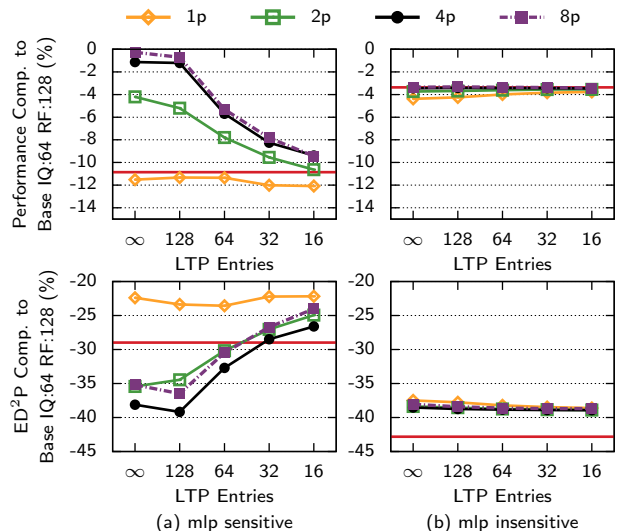 1p 2p 4p 8p
Performance Comp. to
Base IQ:64 RF:128 (%)
0
-2
-4
-6
-8
-10
-12
-14
∞ 128 64 32 16
LTP Entries
0
-2
-4
-6
-8
-10
-12
-14
∞ 128 64 32 16
LTP Entries
ED²P Comp. to
Base IQ:64 RF:128 (%)
-20
-25
-30
-35
-40
-45
∞ 128 64 32 16
LTP Entries
(a) mlp sensitive
-20
-25
-30
-35
-40
-45
∞ 128 64 32 16
LTP Entries
(b) mlp insensitive